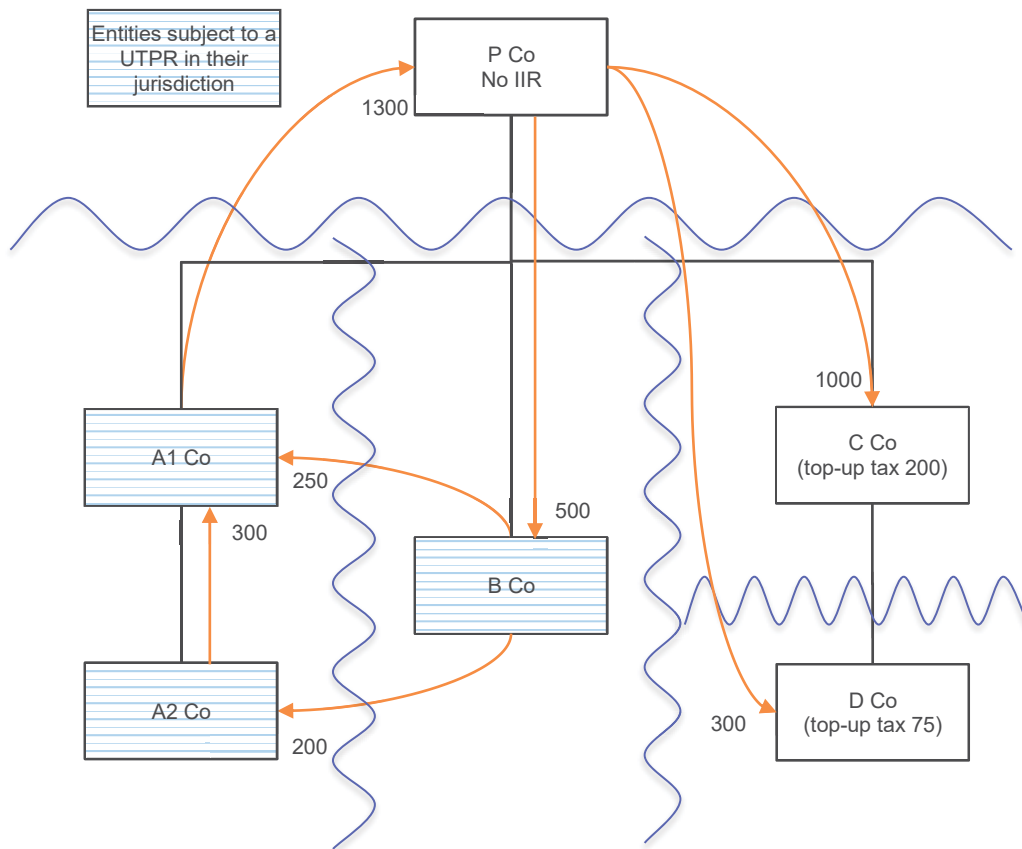 Entities subject to a
UTPR in their
jurisdiction
P Co
No IIR
1300
1000
A1 Co
250
C Co
(top-up tax 200)
500
300
B Co
A2 Co
200
300
D Co
(top-up tax 75)